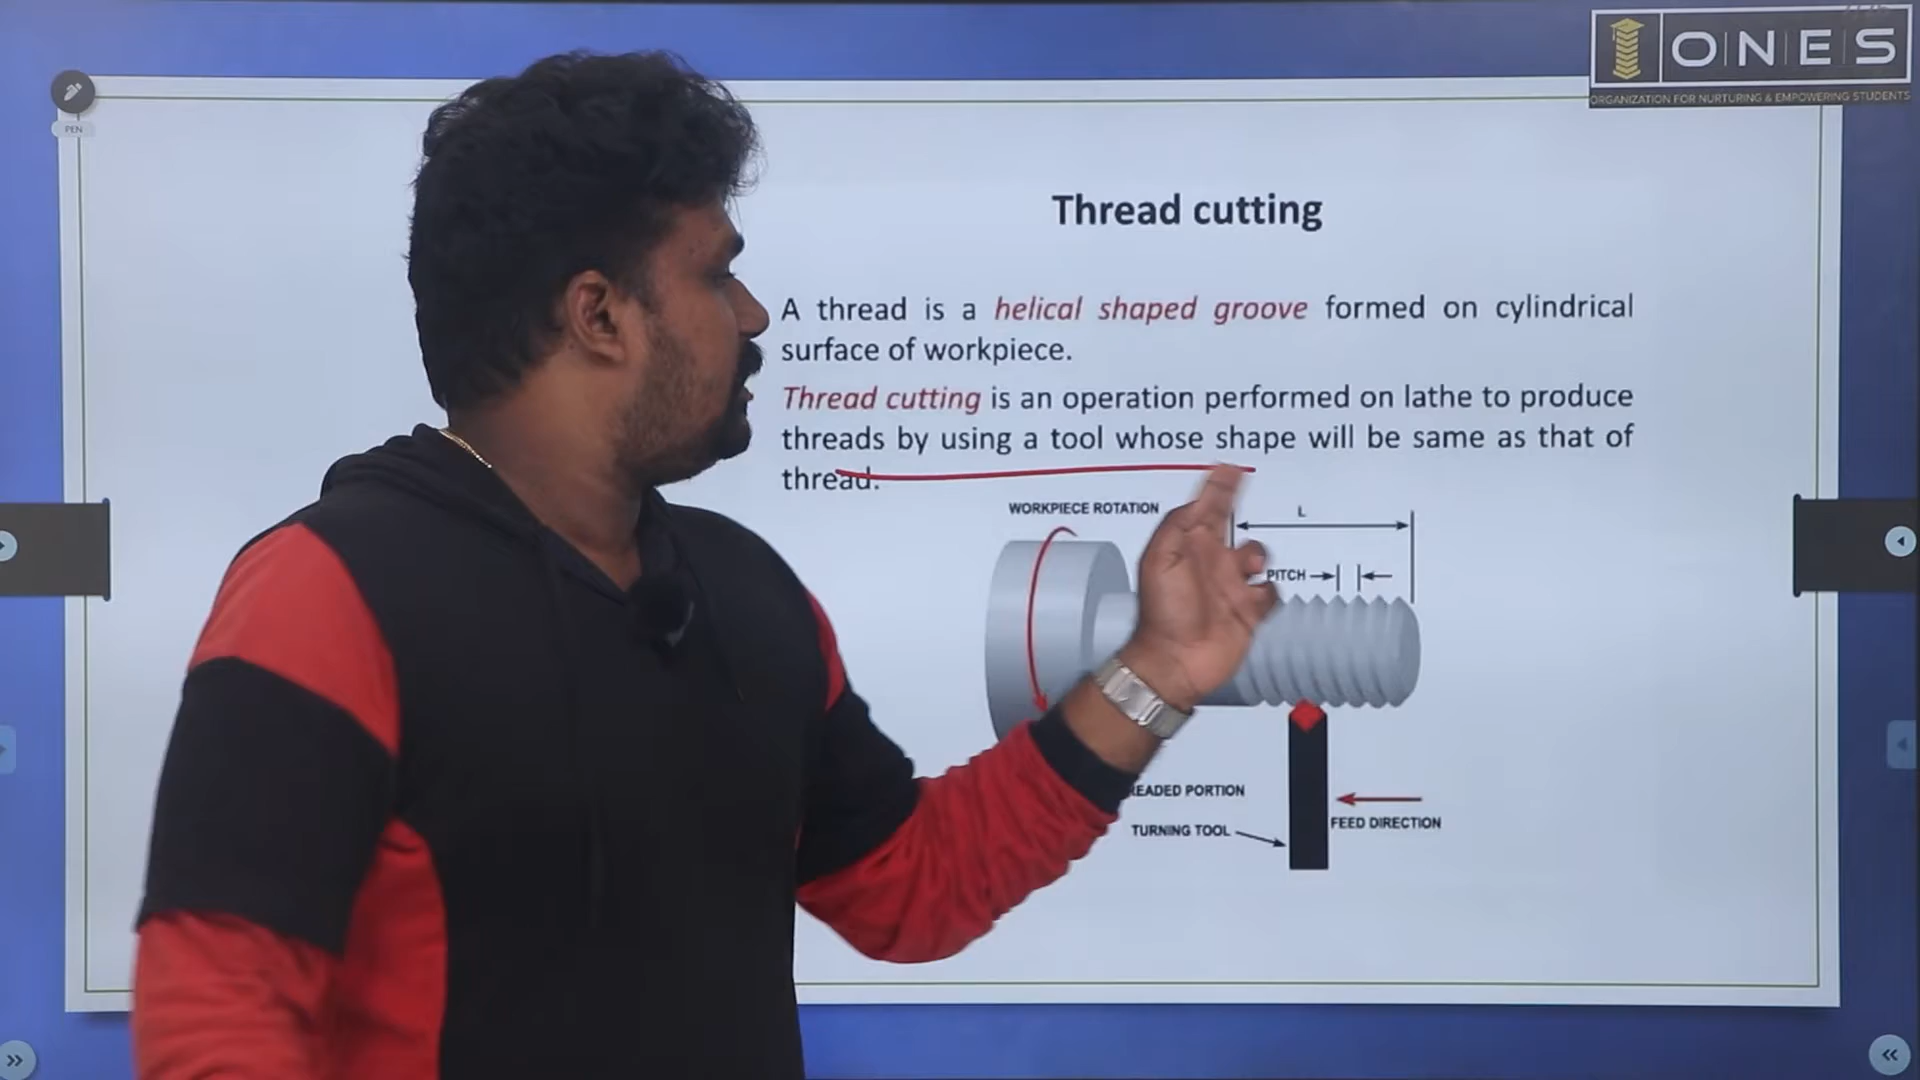 ONES
ORGANIZATION FOR NURTURING & EMPOWERING STUDENTS
PEN
Thread cutting
A thread is a helical shaped groove formed on cylindrical
surface of workpiece.
Thread cutting is an operation performed on lathe to produce
threads by using a tool whose shape will be same as that of
thread.
WORKPIECE ROTATION
L
PITCH
PORTION
TURNING TOOL
FEED DIRECTION